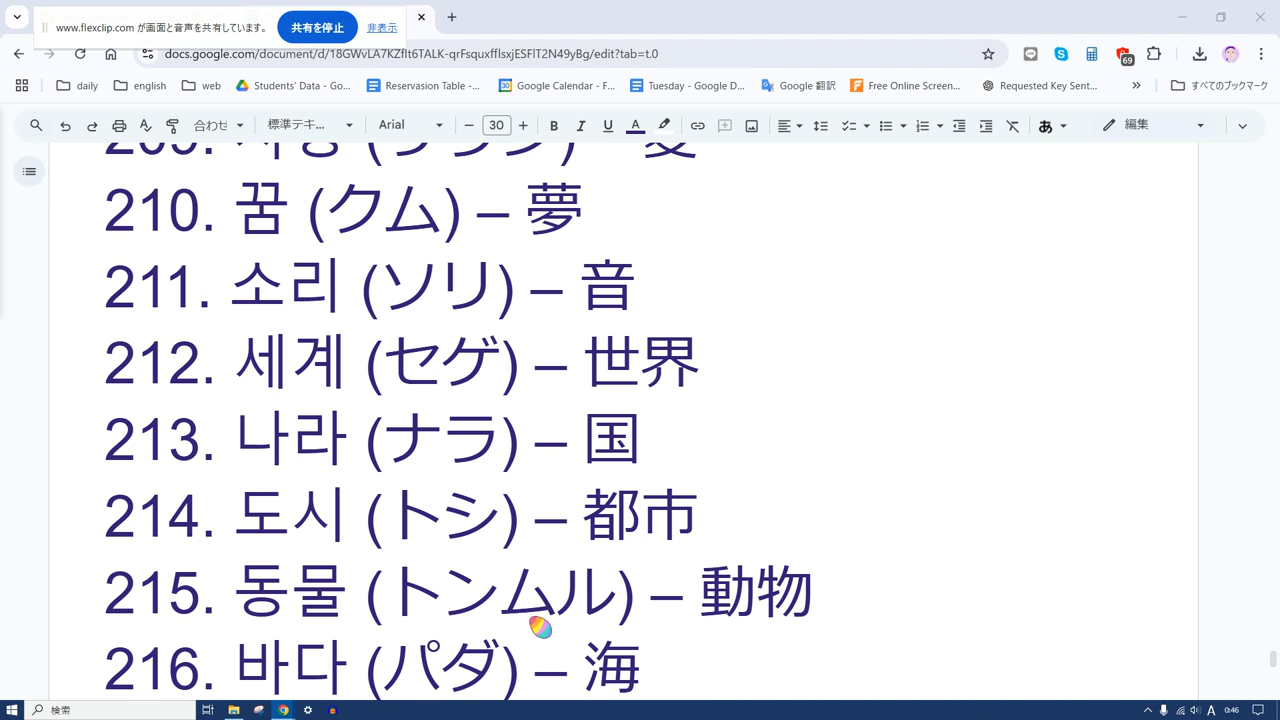 www.flexclip.com が画面と音声を共有しています。 共有を停止 非表示
docs.google.com/document/d/18GWvLA7KZflt6TALK-qrFsquxfflsxjESFlT2N49yBg/edit?tab=t.0
69
daily english web Students' Data - Go... Reservasion Table -... Google Calendar - F... Tuesday - Google D... Google 翻訳 Free Online Screen... Requested Key Sent... » すべてのブックマーク
合わせ 標準テキ... Arial – 30 + B I U A あ 編集
210. 꿈 (クム) – 夢
211. 소리 (ソリ) – 音
212. 세계 (セゲ) – 世界
213. 나라 (ナラ) – 国
214. 도시 (トシ) – 都市
215. 동물 (トンムル) – 動物
216. 바다 (パダ) – 海
検索 A 0:46